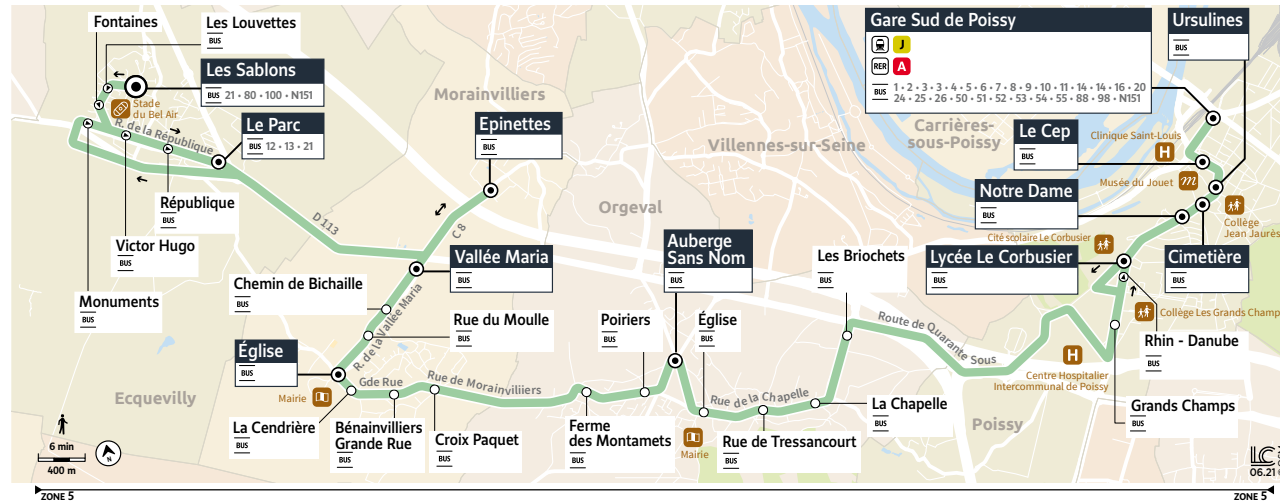 Fontaines
BUS
Les Louvettes
BUS
Les Sablons
BUS 21 • 80 • 100 • N151
Stade
du Bel Air
R. de la République
Le Parc
BUS 12 • 13 • 21
République
BUS
Victor Hugo
BUS
Monuments
BUS
D113
Morainvilliers
Epinettes
BUS
C 8
Vallée Maria
BUS
Chemin de Bichaille
BUS
R. de la Vallée Maria
Rue du Moulle
BUS
Église
BUS
Mairie
Ecquevilly
Gde Rue
Rue de Morainvilliers
La Cendrière
BUS
Bénainvilliers
Grande Rue
BUS
Croix Paquet
BUS
Ferme
des Montamets
BUS
Poiriers
BUS
Orgeval
Villennes-sur-Seine
Auberge
Sans Nom
BUS
Église
BUS
Mairie
Rue de la Chapelle
Rue de Tressancourt
BUS
La Chapelle
BUS
Les Briochets
BUS
Route de Quarante Sous
Poissy
Centre Hospitalier
Intercommunal de Poissy
H
Grands Champs
BUS
Rhin - Danube
BUS
Collège Les Grands Champ
Lycée Le Corbusier
BUS
Cité scolaire Le Corbusier
Cimetière
BUS
Notre Dame
BUS
Collège
Jean Jaurès
Musée du Jouet
m
Le Cep
BUS
Clinique Saint-Louis
H
Carrières-
sous-Poissy
Ursulines
BUS
Gare Sud de Poissy
J
RER A
BUS 1 • 2 • 3 • 3 • 4 • 5 • 6 • 7 • 8 • 9 • 10 • 11 • 14 • 14 • 16 • 20
24 • 25 • 26 • 50 • 51 • 52 • 53 • 54 • 55 • 88 • 98 • N151
6 min
400 m
N
LC
06.21 ©
ZONE 5
ZONE 5